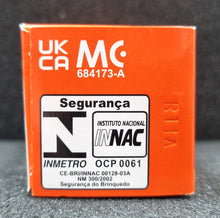 UK
CA
MC
684173-A
Segurança
N
INMETRO
INSTITUTO NACIONAL
INNAC
OCP 0061
CE-BRI/INNAC 00128-03A
NM 300/2002
Segurança do Brinquedo
R11A